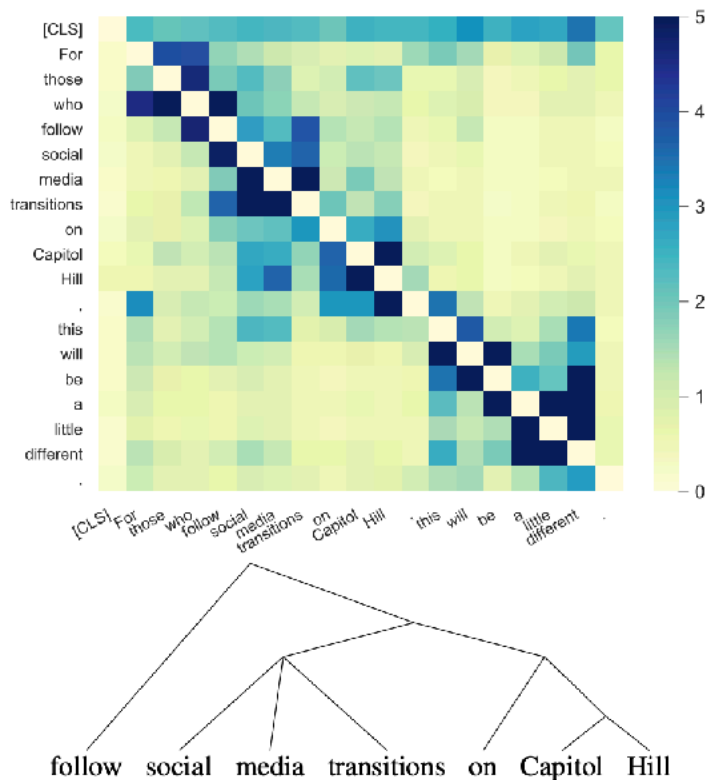 [CLS]
For
those
who
follow
social
media
transitions
on
Capitol
Hill
,
this
will
be
a
little
different
.
5
4
3
2
1
0
[CLS] For those who follow social media transitions on Capitol Hill , this will be a little different .
follow social media transitions on Capitol Hill